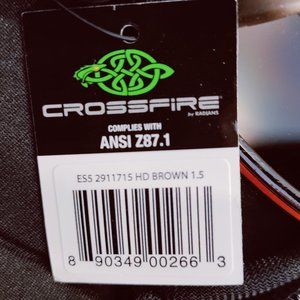 CROSSFIRE
by RADIANS
COMPLIES WITH
ANSI Z87.1
ES5 2911715 HD BROWN 1.5
8 90349 00266 3